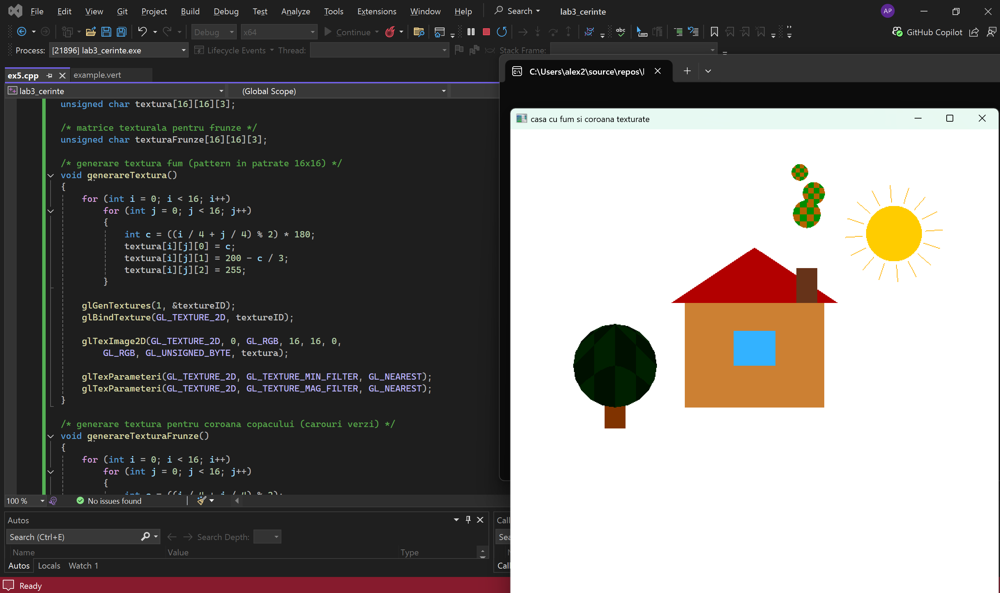 File Edit View Git Project Build Debug Test Analyze Tools Extensions Window Help Search lab3_cerinte AP
Debug x64 Continue abc GitHub Copilot
Process: [21896] lab3_cerinte.exe Lifecycle Events Thread: Stack Frame:
ex5.cpp example.vert
C:\Users\alex2\source\repos\
lab3_cerinte (Global Scope)
unsigned char textura[16][16][3];
/* matrice texturala pentru frunze */
unsigned char texturaFrunze[16][16][3];
/* generare textura fum (pattern in patrate 16x16) */
void generareTextura()
{
for (int i = 0; i < 16; i++)
for (int j = 0; j < 16; j++)
{
int c = ((i / 4 + j / 4) % 2) * 180;
textura[i][j][0] = c;
textura[i][j][1] = 200 - c / 3;
textura[i][j][2] = 255;
}
glGenTextures(1, &textureID);
glBindTexture(GL_TEXTURE_2D, textureID);
glTexImage2D(GL_TEXTURE_2D, 0, GL_RGB, 16, 16, 0,
GL_RGB, GL_UNSIGNED_BYTE, textura);
glTexParameteri(GL_TEXTURE_2D, GL_TEXTURE_MIN_FILTER, GL_NEAREST);
glTexParameteri(GL_TEXTURE_2D, GL_TEXTURE_MAG_FILTER, GL_NEAREST);
}
/* generare textura pentru coroana copacului (carouri verzi) */
void generareTexturaFrunze()
{
for (int i = 0; i < 16; i++)
for (int j = 0; j < 16; j++)
{
100 % No issues found
Autos
Search (Ctrl+E) Search Depth:
Name Value Type
Autos Locals Watch 1
Call
Sea
Call
Ready
casa cu fum si coroana texturate